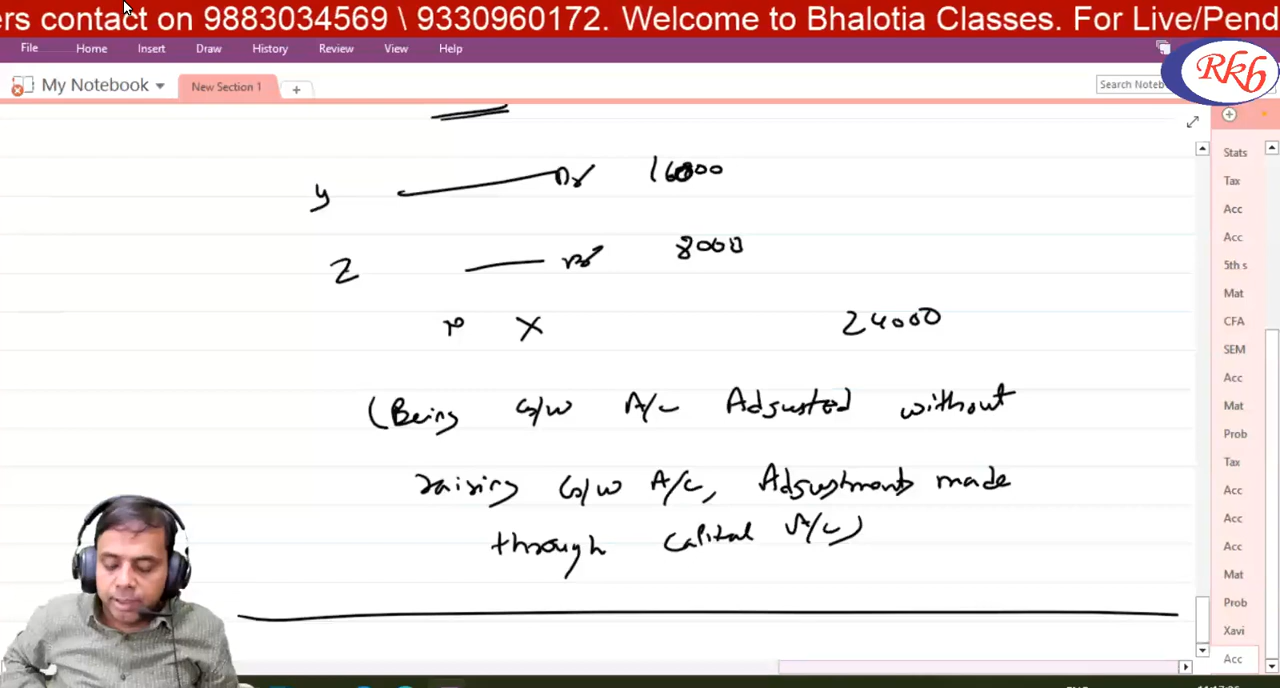 ers contact on 9883034569 \ 9330960172. Welcome to Bhalotia Classes. For Live/Pend
File Home Insert Draw History Review View Help
Rkb
My Notebook New Section 1 + Search Noteb
Y Dr 16000
Stats
Tax
Acc
Z Dr 8000
Acc
5th s
Mat
To X 24000
CFA
SEM
Acc
(Being G/W A/C Adjusted without
Mat
Prob
Tax
raising G/W A/C, Adjustment made
Acc
Acc
through Capital A/C)
Acc
Mat
Prob
Xavi
Acc